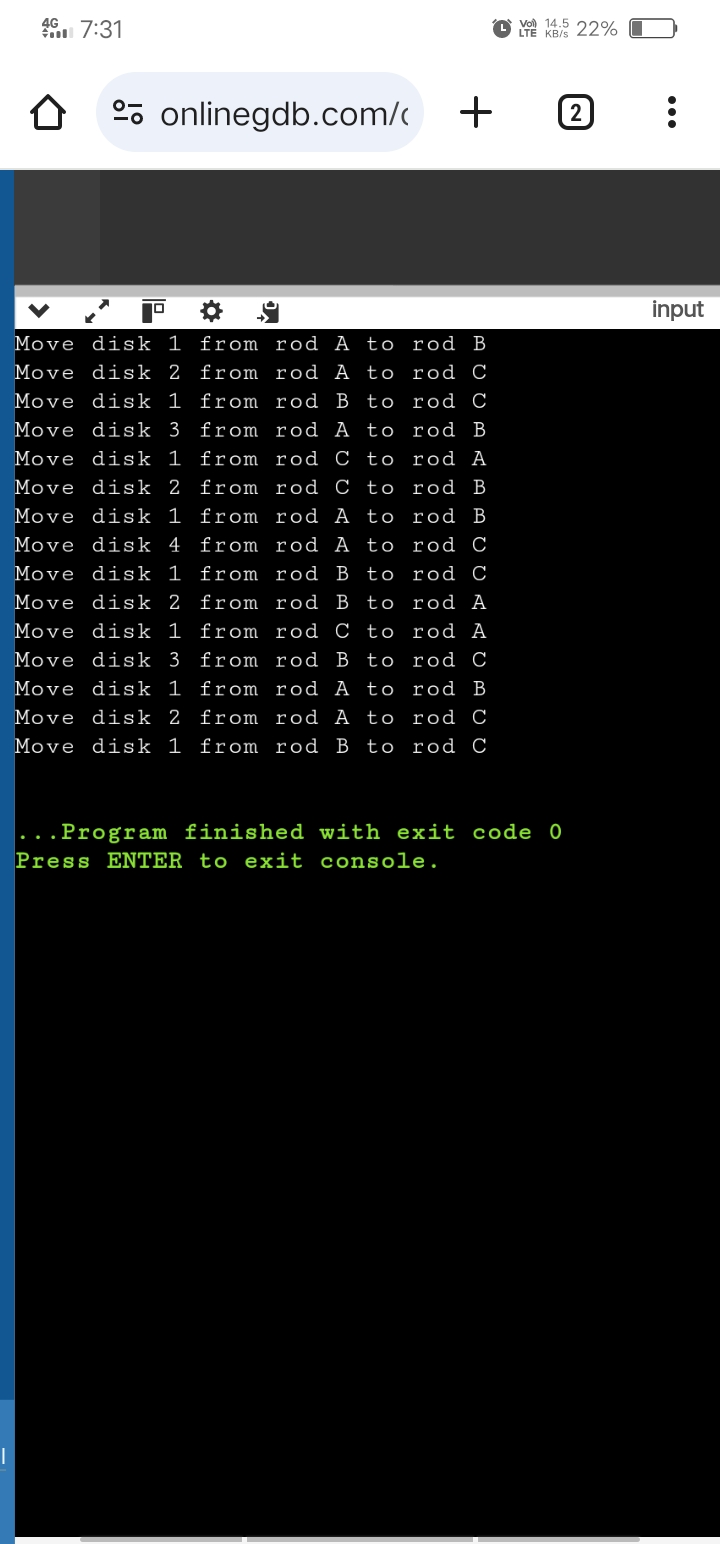 4G 7:31 Vo) LTE 14.5 KB/s 22%
onlinegdb.com/ 2
input
Move disk 1 from rod A to rod B
Move disk 2 from rod A to rod C
Move disk 1 from rod B to rod C
Move disk 3 from rod A to rod B
Move disk 1 from rod C to rod A
Move disk 2 from rod C to rod B
Move disk 1 from rod A to rod B
Move disk 4 from rod A to rod C
Move disk 1 from rod B to rod C
Move disk 2 from rod B to rod A
Move disk 1 from rod C to rod A
Move disk 3 from rod B to rod C
Move disk 1 from rod A to rod B
Move disk 2 from rod A to rod C
Move disk 1 from rod B to rod C
...Program finished with exit code 0
Press ENTER to exit console.